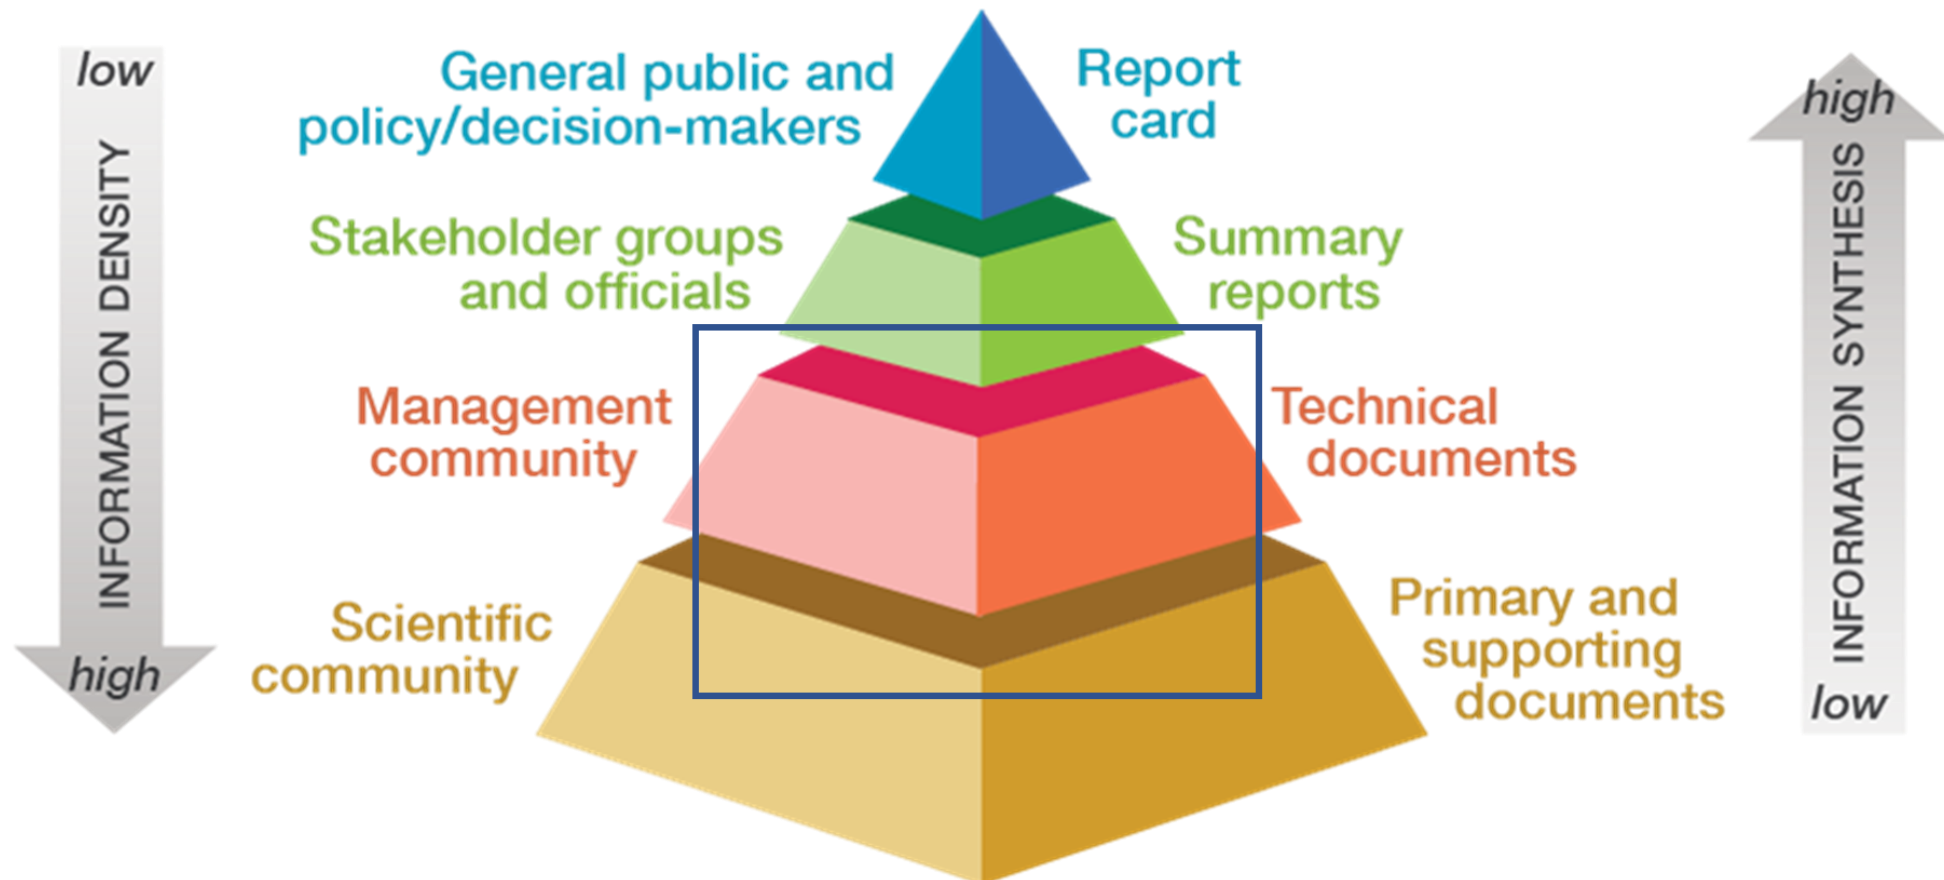 low
INFORMATION DENSITY
high
General public and
policy/decision-makers
Report
card
Stakeholder groups
and officials
Summary
reports
Management
community
Technical
documents
Scientific
community
Primary and
supporting
documents
high
INFORMATION SYNTHESIS
low